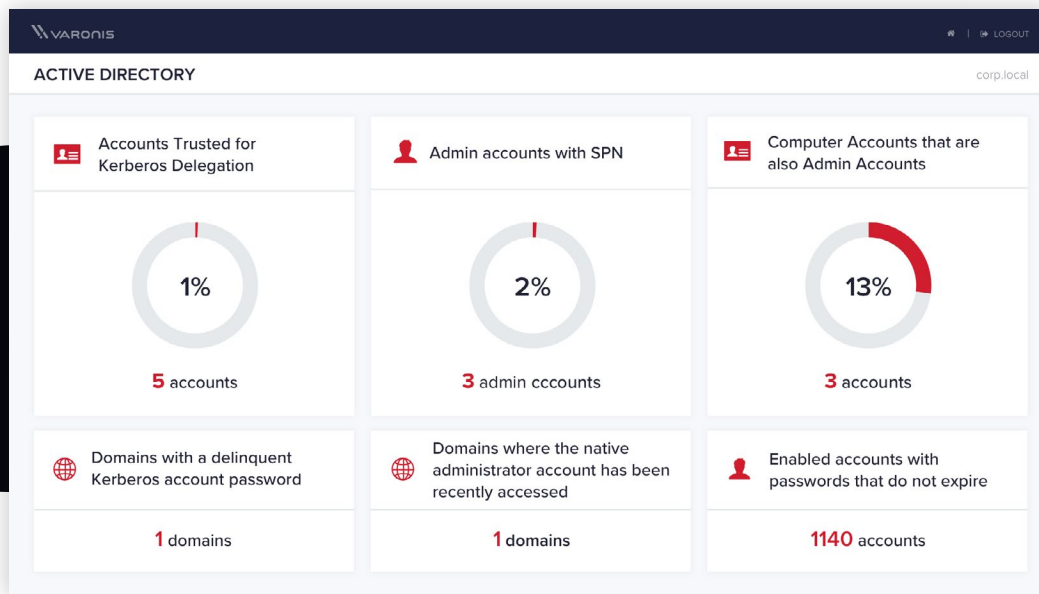 VARONIS
| LOGOUT
ACTIVE DIRECTORY
corp.local
Accounts Trusted for
Kerberos Delegation
1%
5 accounts
Admin accounts with SPN
2%
3 admin cccounts
Computer Accounts that are
also Admin Accounts
13%
3 accounts
Domains with a delinquent
Kerberos account password
1 domains
Domains where the native
administrator account has been
recently accessed
1 domains
Enabled accounts with
passwords that do not expire
1140 accounts